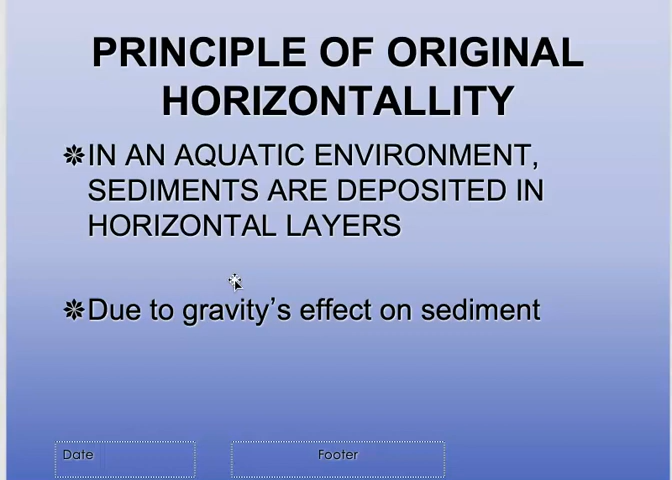 PRINCIPLE OF ORIGINAL
HORIZONTALLITY
IN AN AQUATIC ENVIRONMENT,
SEDIMENTS ARE DEPOSITED IN
HORIZONTAL LAYERS
Due to gravity's effect on sediment
Date
Footer